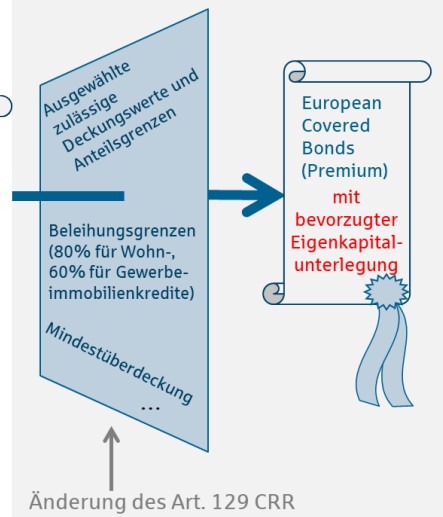 Ausgewählte
zulässige
Deckungswerte und
Anteilsgrenzen
Beleihungsgrenzen
(80% für Wohn-,
60% für Gewerbe-
immobilienkredite)
Mindestüberdeckung
...
European
Covered
Bonds
(Premium)
mit
bevorzugter
Eigenkapital-
unterlegung
Änderung des Art. 129 CRR